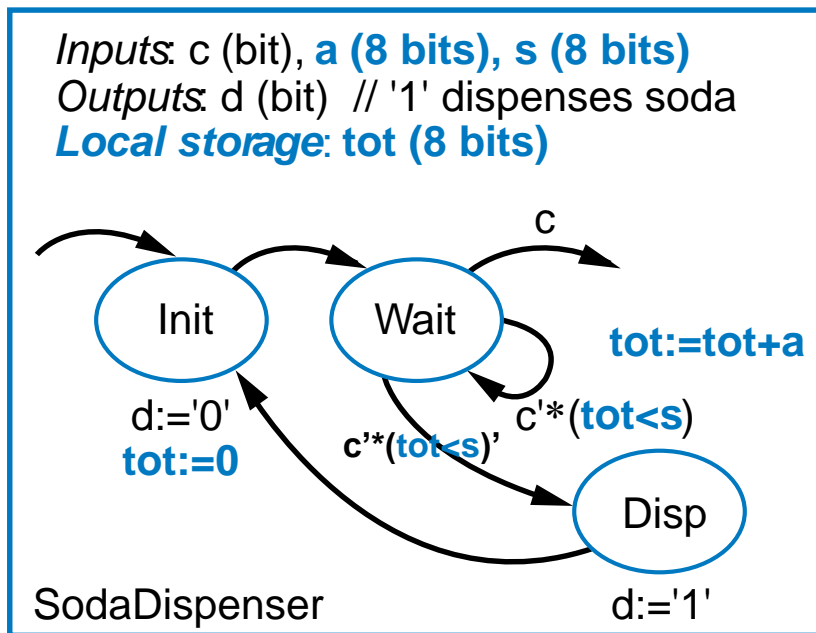 Inputs: c (bit), a (8 bits), s (8 bits)
Outputs: d (bit) // '1' dispenses soda
Local storage: tot (8 bits)
c
Init
Wait
tot:=tot+a
d:='0'
c'*(tot<s)
tot:=0
c’*(tot<s)’
Disp
SodaDispenser
d:='1'